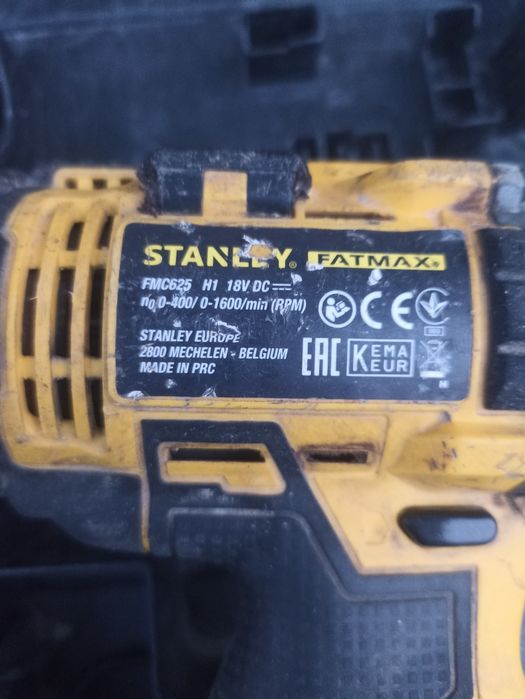 STANLEY® FATMAX®
FMC625 H1 18V DC
n₀ 0-400/ 0-1600/min (RPM)
STANLEY EUROPE
2800 MECHELEN - BELGIUM
MADE IN PRC
CE
EAC
KEMA
KEUR
H